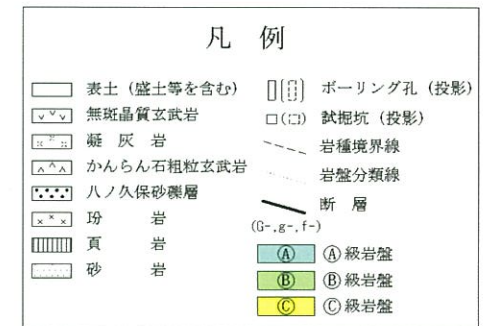 凡 例
表土（盛土等を含む）
無斑晶質玄武岩
凝 灰 岩
かんらん石粗粒玄武岩
八ノ久保砂礫層
玢 岩
頁 岩
砂 岩
ボーリング孔（投影）
試掘坑（投影）
岩種境界線
岩盤分類線
断 層
(G-,g-,f-)
Ⓐ Ⓐ級岩盤
Ⓑ Ⓑ級岩盤
Ⓒ Ⓒ級岩盤